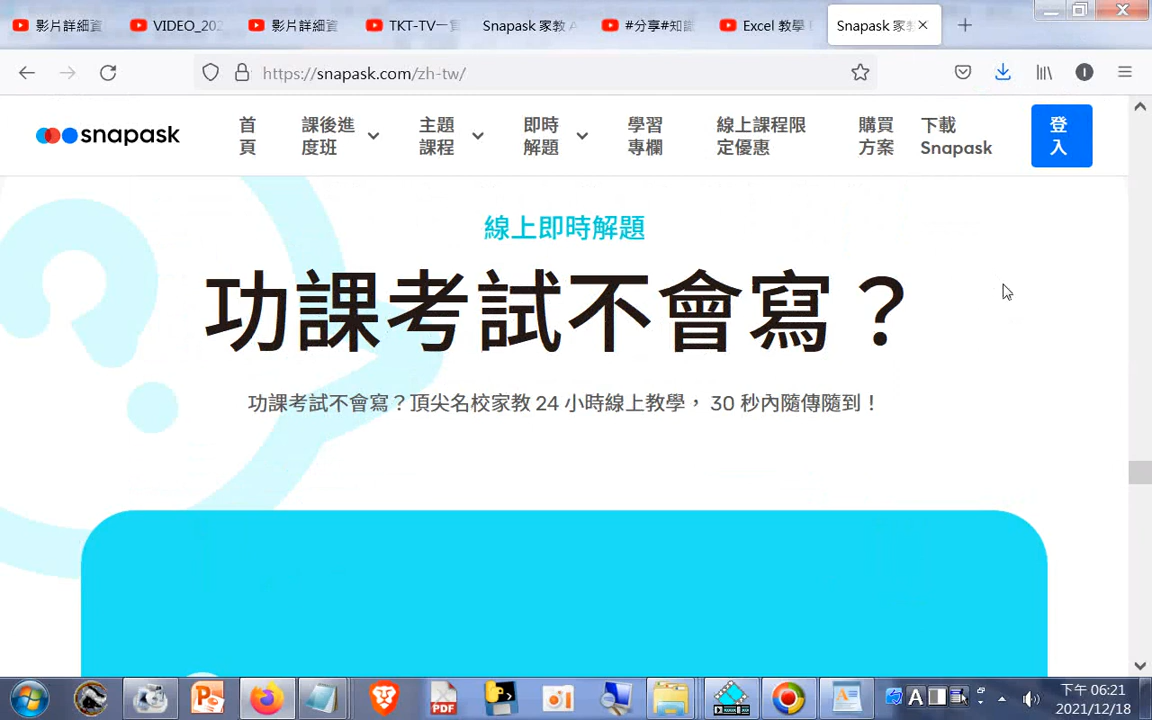 影片詳細資
VIDEO_202
影片詳細資
TKT-TV一
Snapask 家教
#分享#知識
Excel 教學
Snapask 家教
https://snapask.com/zh-tw/
snapask
首頁
課後進度班
主題課程
即時解題
學習專欄
線上課程限定優惠
購買方案
下載 Snapask
登入
線上即時解題
功課考試不會寫？
功課考試不會寫？頂尖名校家教 24 小時線上教學， 30 秒內隨傳隨到！
PDF
A
下午 06:21
2021/12/18